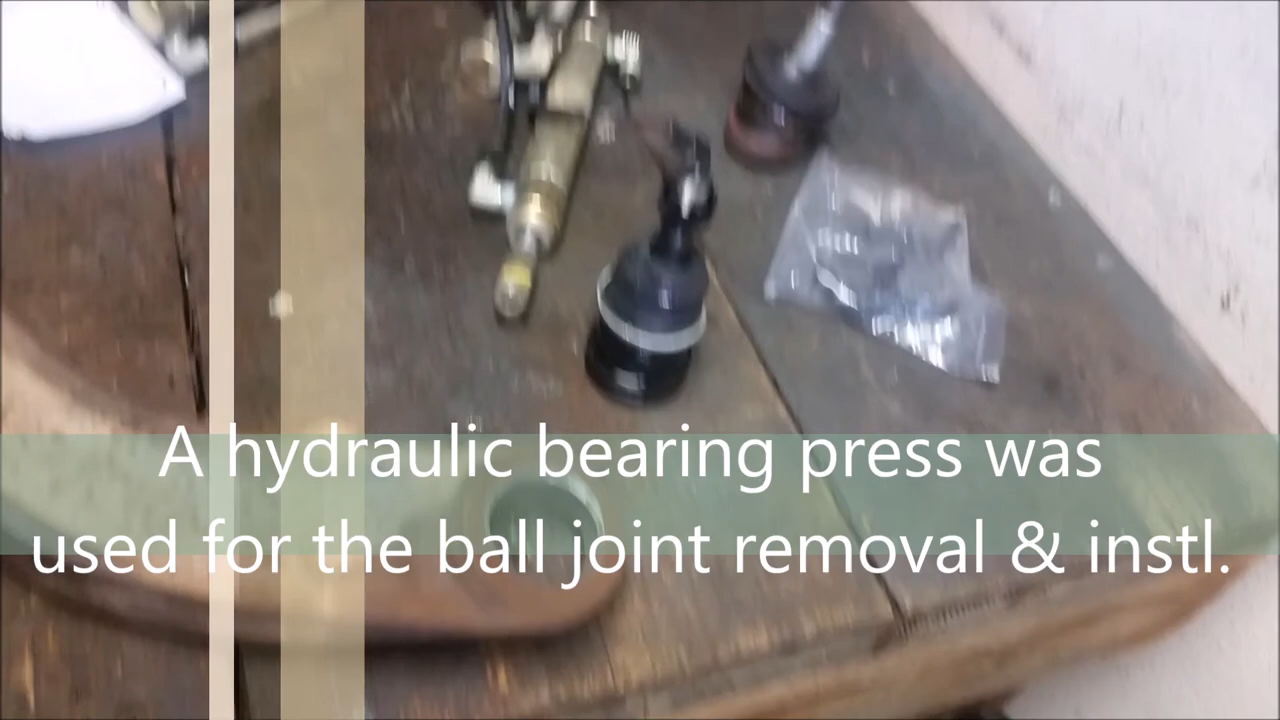 A hydraulic bearing press was
used for the ball joint removal & instl.